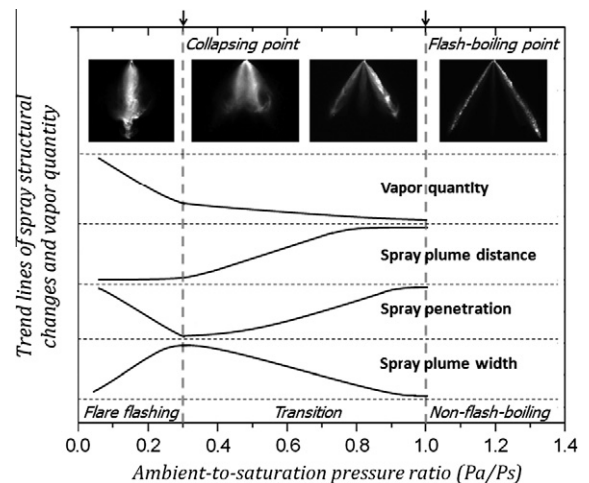 Collapsing point
Flash-boiling point
Trend lines of spray structural
changes and vapor quantity
Vapor quantity
Spray plume distance
Spray penetration
Spray plume width
Flare flashing
Transition
Non-flash-boiling
0.0 0.2 0.4 0.6 0.8 1.0 1.2 1.4
Ambient-to-saturation pressure ratio (Pa/Ps)